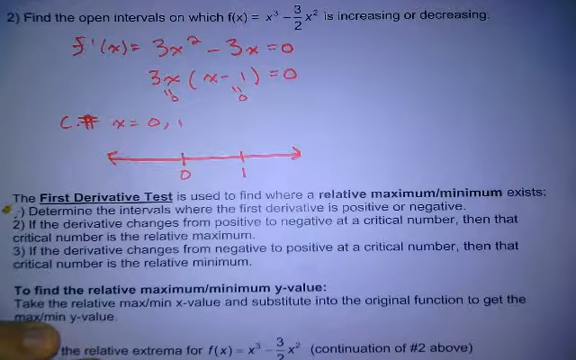 2) Find the open intervals on which f(x) = x³ − 3/2 x² is increasing or decreasing.
f'(x) = 3x² − 3x = 0
3x (x − 1) = 0
0 0
C.# x = 0, 1
0 1
The First Derivative Test is used to find where a relative maximum/minimum exists:
) Determine the intervals where the first derivative is positive or negative.
2) If the derivative changes from positive to negative at a critical number, then that
critical number is the relative maximum.
3) If the derivative changes from negative to positive at a critical number, then that
critical number is the relative minimum.
To find the relative maximum/minimum y-value:
Take the relative max/min x-value and substitute into the original function to get the
max/min y-value.
the relative extrema for f(x) = x³ − 3/2 x² (continuation of #2 above)